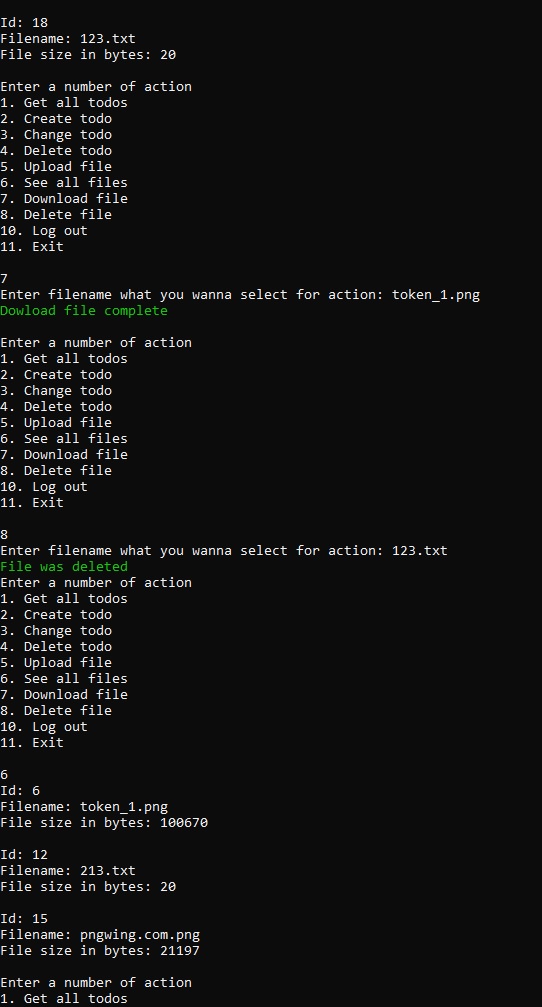 Id: 18
Filename: 123.txt
File size in bytes: 20
Enter a number of action
1. Get all todos
2. Create todo
3. Change todo
4. Delete todo
5. Upload file
6. See all files
7. Download file
8. Delete file
10. Log out
11. Exit
7
Enter filename what you wanna select for action: token_1.png
Dowload file complete
Enter a number of action
1. Get all todos
2. Create todo
3. Change todo
4. Delete todo
5. Upload file
6. See all files
7. Download file
8. Delete file
10. Log out
11. Exit
8
Enter filename what you wanna select for action: 123.txt
File was deleted
Enter a number of action
1. Get all todos
2. Create todo
3. Change todo
4. Delete todo
5. Upload file
6. See all files
7. Download file
8. Delete file
10. Log out
11. Exit
6
Id: 6
Filename: token_1.png
File size in bytes: 100670
Id: 12
Filename: 213.txt
File size in bytes: 20
Id: 15
Filename: pngwing.com.png
File size in bytes: 21197
Enter a number of action
1. Get all todos